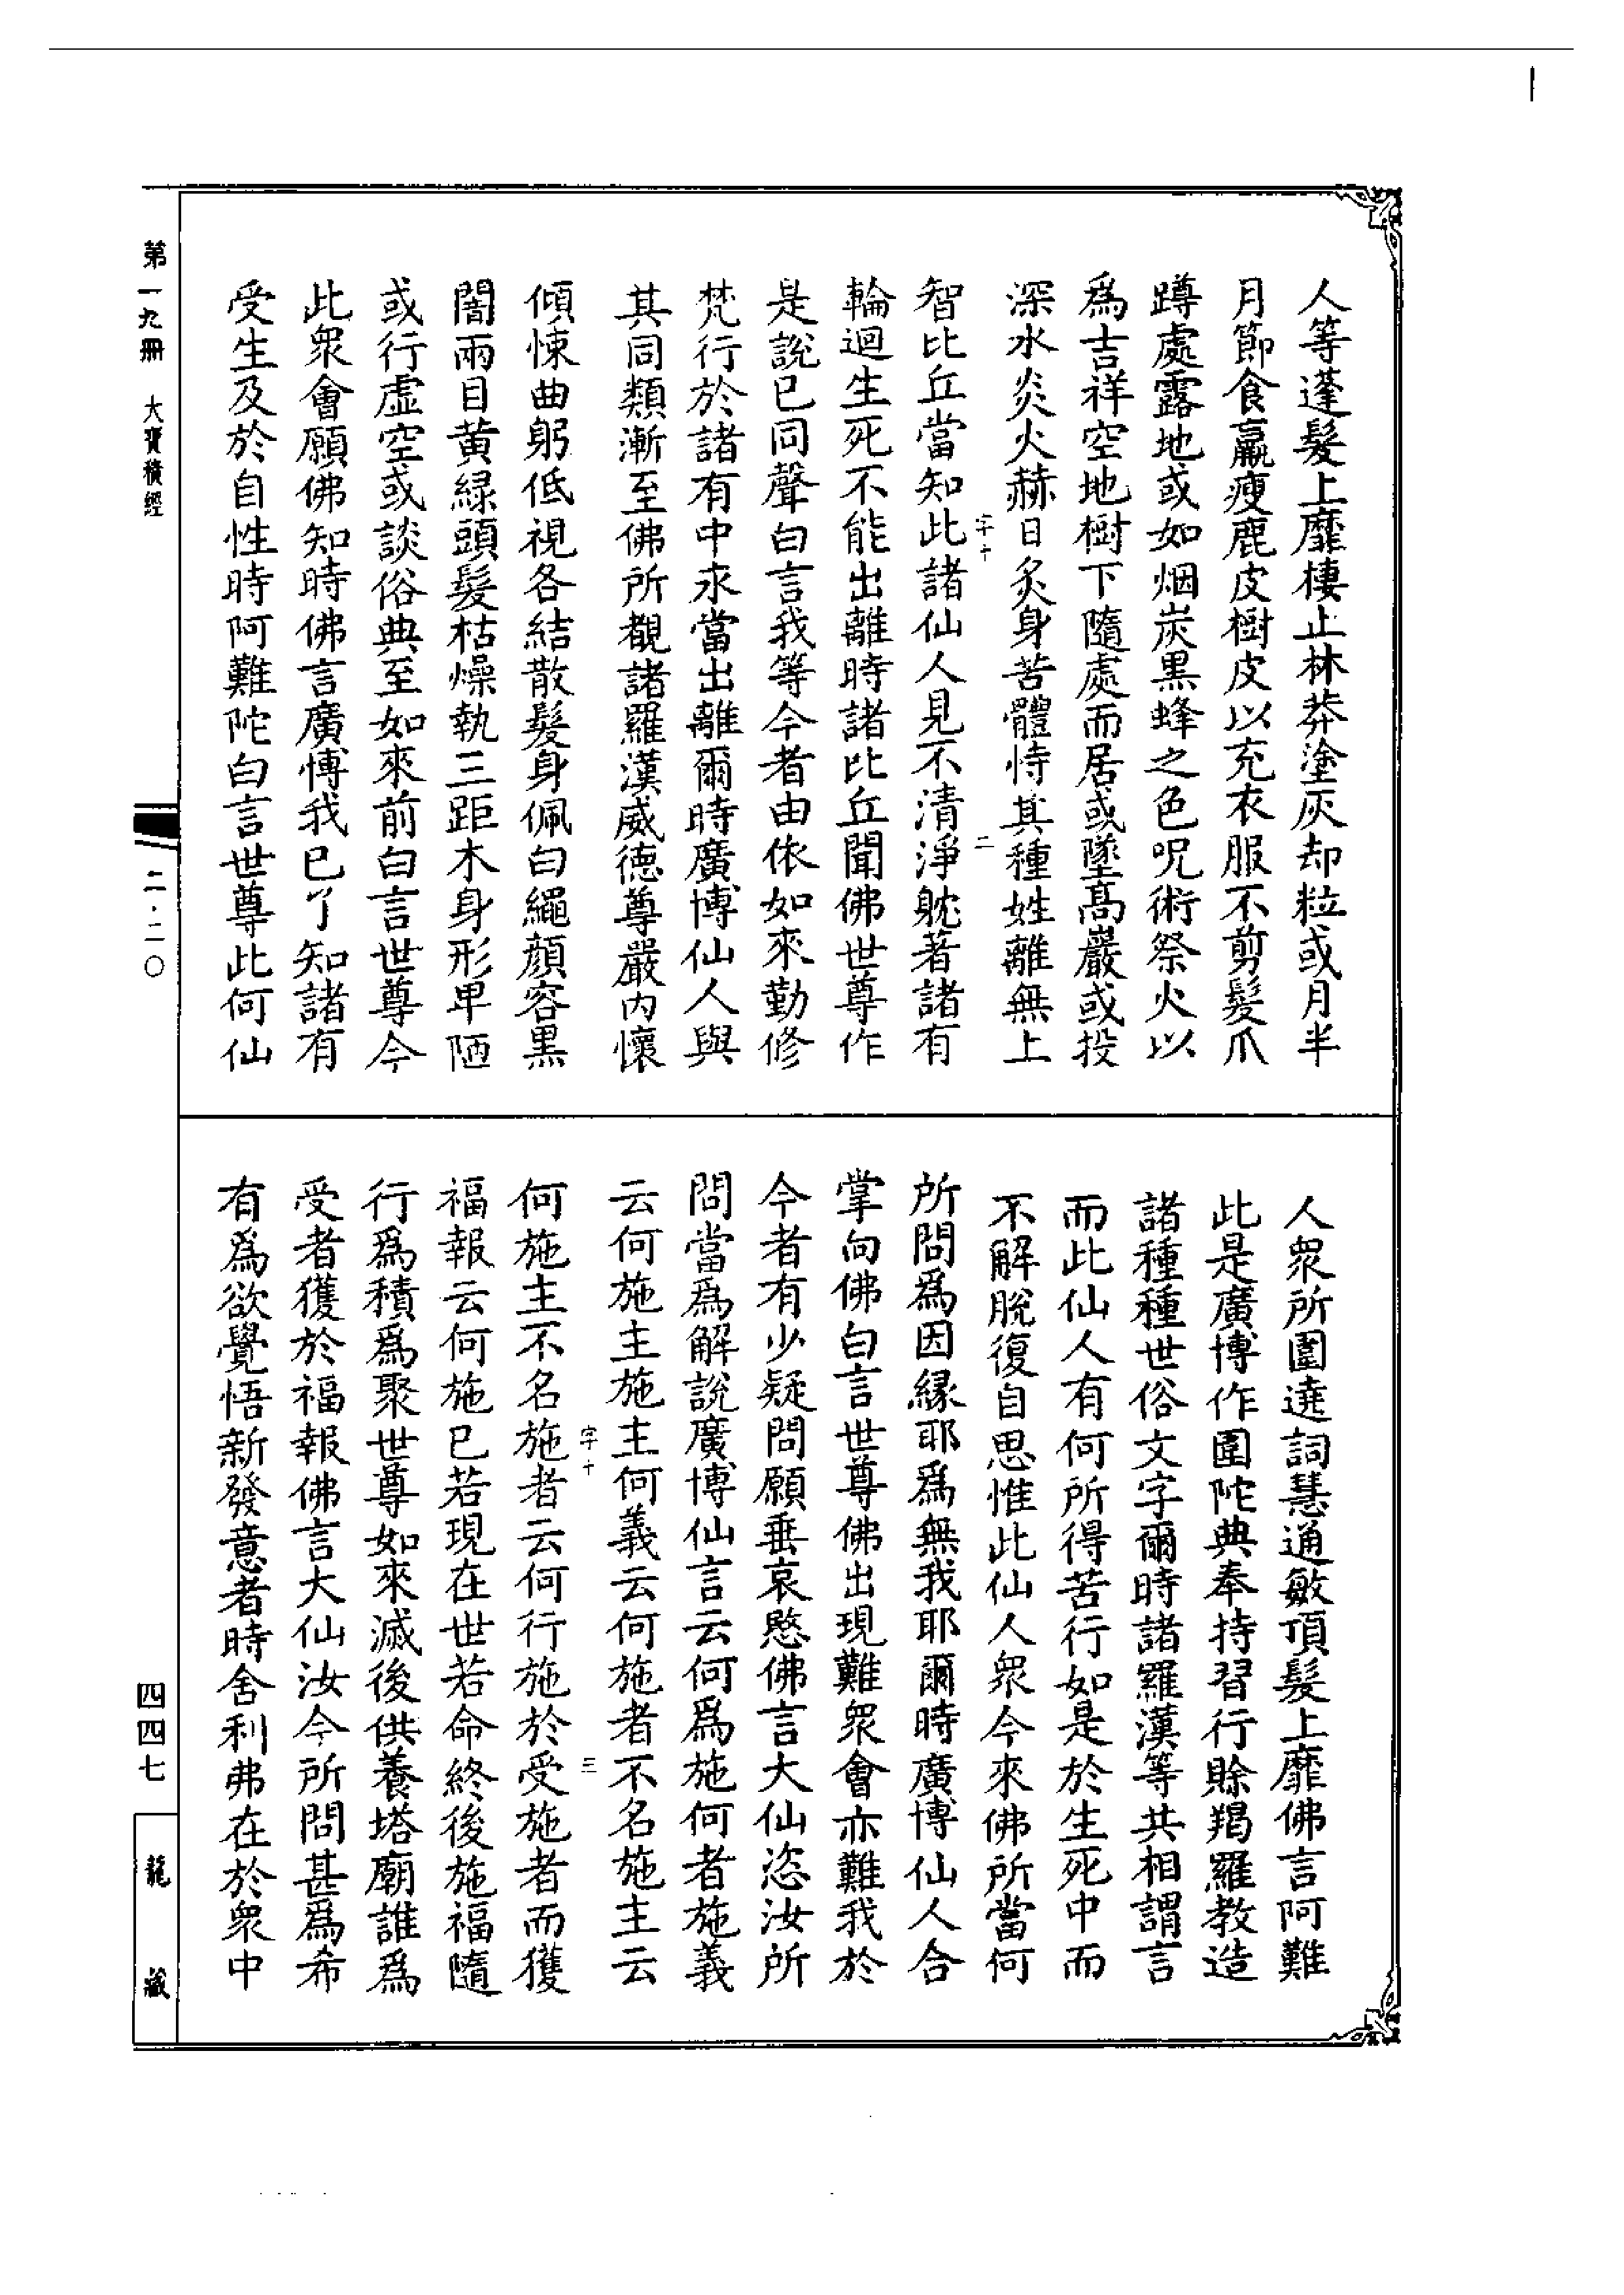 人等蓬髮上靡棲止林莽塗灰却粒或月半
月節食羸瘦鹿皮樹皮以充衣服不剪髮爪
蹲處露地或如烟炭黑蜂之色呪術祭火以
爲吉祥空地樹下隨處而居或墜髙巖或投
深水炎火赫日炙身苦體恃其種姓離無上
字十 二
智比丘當知此諸仙人見不清淨躭著諸有
輪迴生死不能出離時諸比丘聞佛世尊作
是說已同聲白言我等今者由依如來勤修
梵行於諸有中永當出離爾時廣博仙人與
其同類漸至佛所覩諸羅漢威德尊嚴内懷
傾悚曲躬低視各結散髮身佩白繩顔容黒
闇兩目黄緑頭髮枯燥執三距木身形卑陋
或行虛空或談俗典至如來前白言世尊今
此衆會願佛知時佛言廣愽我已了知諸有
受生及於自性時阿難陀白言世尊此何仙
人衆所圍遶詞慧通敏頂髮上靡佛言阿難
此是廣博作圍陀典奉持習行賒羯羅教造
諸種種世俗文字爾時諸羅漢等共相謂言
而此仙人有何所得苦行如是於生死中而
不解脫復自思惟此仙人衆今來佛所當何
所問爲因緣耶爲無我耶爾時廣博仙人合
掌向佛白言世尊佛出現難衆會亦難我於
今者有少疑問願垂哀愍佛言大仙恣汝所
問當爲解說廣博仙言云何爲施何者施義
云何施主施主何義云何施者不名施主云
字十 三
何施主不名施者云何行施於受施者而獲
福報云何施已若現在世若命終後施福隨
行爲積爲聚世尊如來滅後供養塔廟誰爲
受者獲於福報佛言大仙汝今所問甚爲希
有爲欲覺悟新發意者時舍利弗在於衆中
第一九册 大寶積經
二·二〇
四四七
龍藏